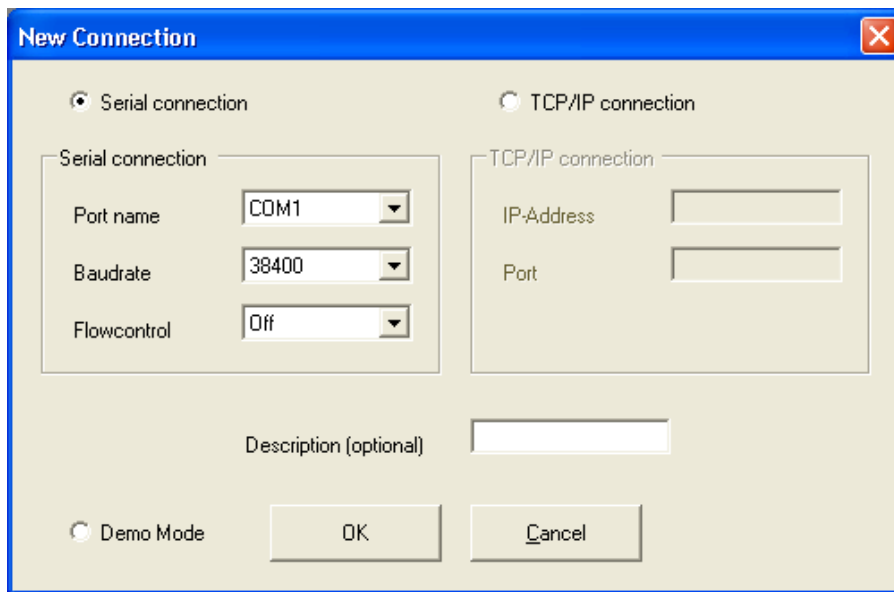 New Connection
Serial connection
TCP/IP connection
Serial connection
Port name COM1
Baudrate 38400
Flowcontrol Off
TCP/IP connection
IP-Address
Port
Description (optional)
Demo Mode
OK
Cancel